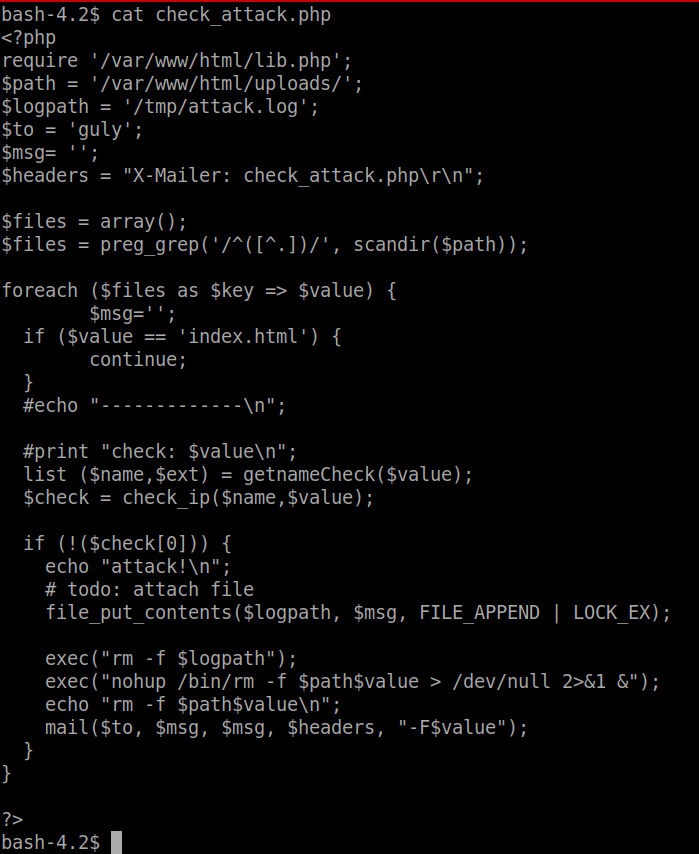 bash-4.2$ cat check_attack.php
<?php
require '/var/www/html/lib.php';
$path = '/var/www/html/uploads/';
$logpath = '/tmp/attack.log';
$to = 'guly';
$msg= '';
$headers = "X-Mailer: check_attack.php\r\n";

$files = array();
$files = preg_grep('/^([^.])/', scandir($path));

foreach ($files as $key => $value) {
        $msg='';
  if ($value == 'index.html') {
        continue;
  }
  #echo "-------------\n";

  #print "check: $value\n";
  list ($name,$ext) = getnameCheck($value);
  $check = check_ip($name,$value);

  if (!($check[0])) {
    echo "attack!\n";
    # todo: attach file
    file_put_contents($logpath, $msg, FILE_APPEND | LOCK_EX);

    exec("rm -f $logpath");
    exec("nohup /bin/rm -f $path$value > /dev/null 2>&1 &");
    echo "rm -f $path$value\n";
    mail($to, $msg, $msg, $headers, "-F$value");
  }
}

?>
bash-4.2$